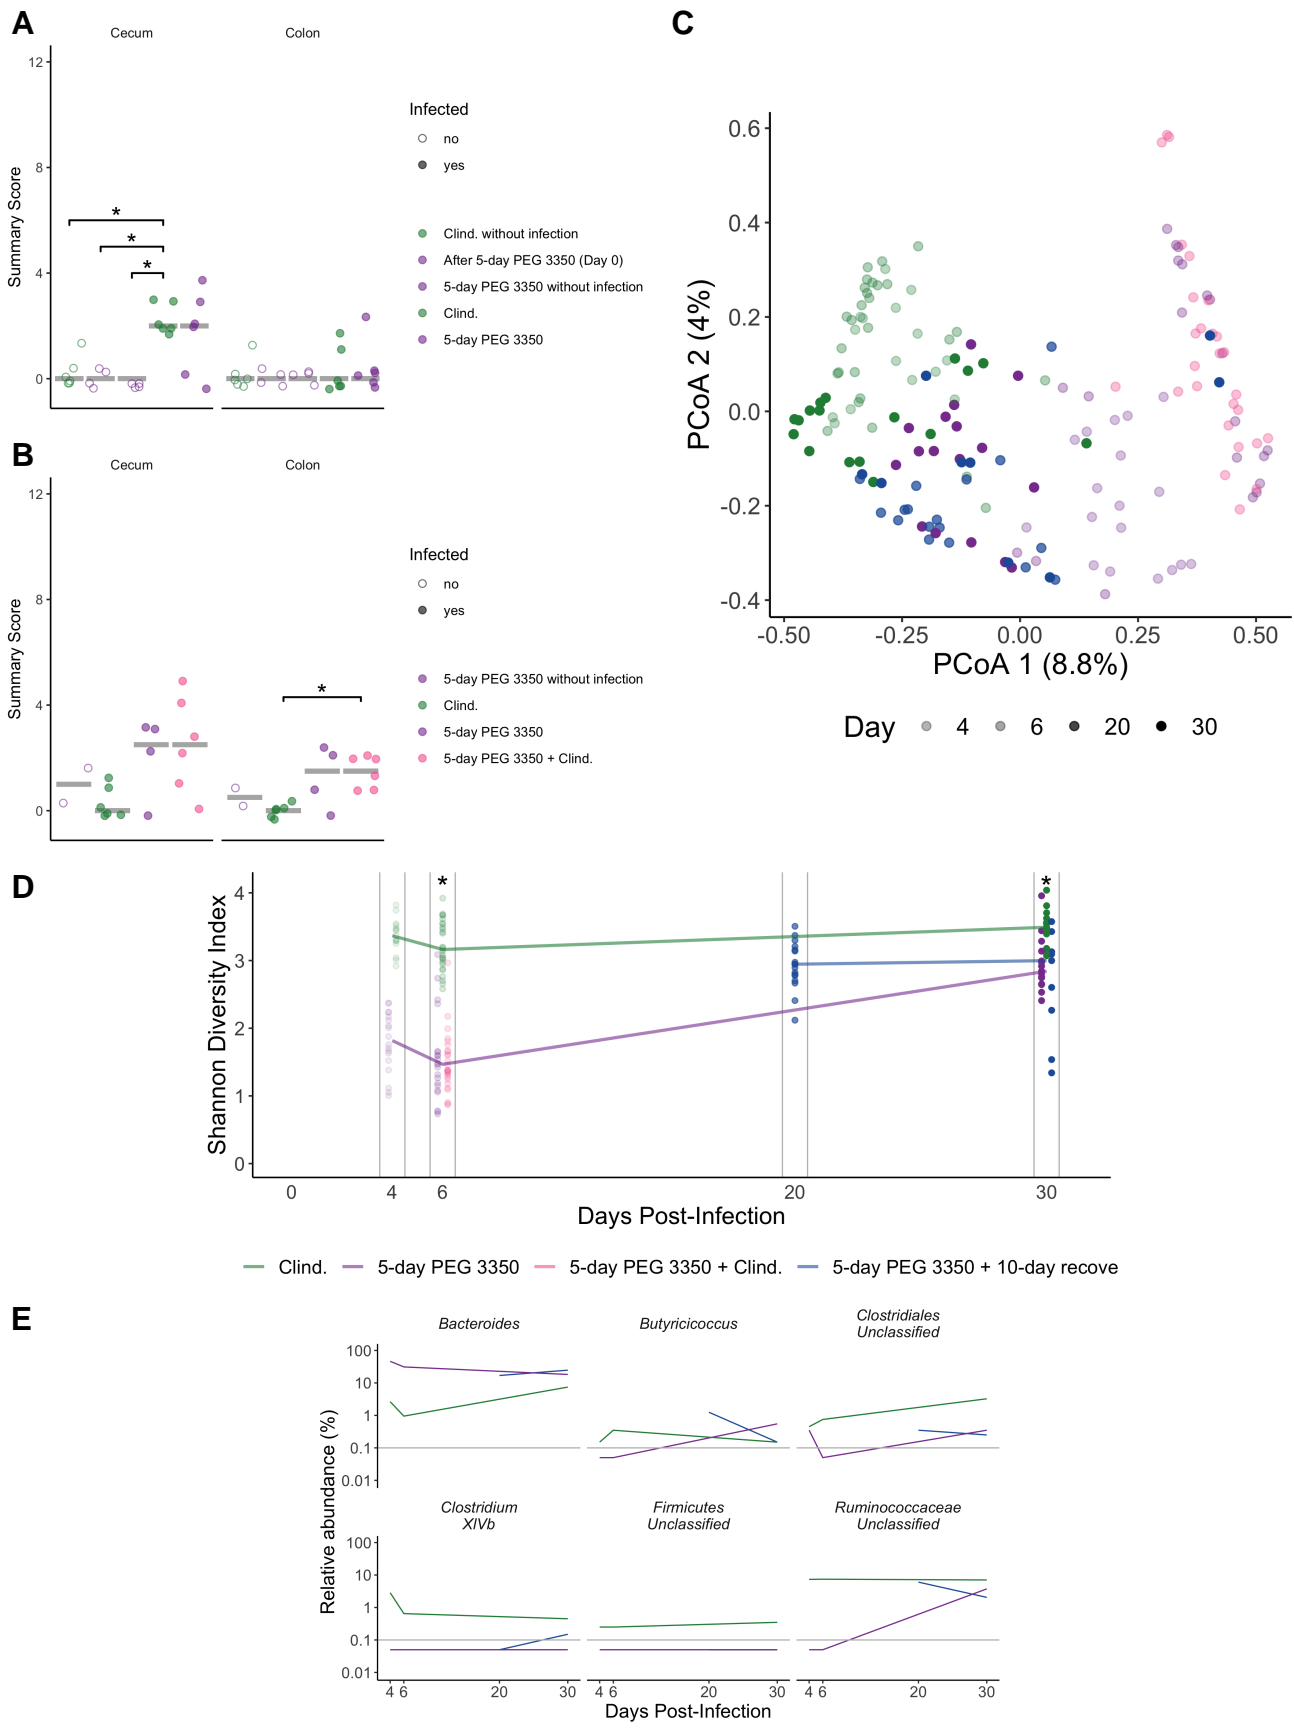 A
Cecum
Colon
12
8
4
0
Summary Score
*
*
*
Infected
no
yes
Clind. without infection
After 5-day PEG 3350 (Day 0)
5-day PEG 3350 without infection
Clind.
5-day PEG 3350
B
Cecum
Colon
12
8
4
0
Summary Score
*
Infected
no
yes
5-day PEG 3350 without infection
Clind.
5-day PEG 3350
5-day PEG 3350 + Clind.
C
0.6
0.4
0.2
0.0
-0.2
-0.4
PCoA 2 (4%)
-0.50 -0.25 0.00 0.25 0.50
PCoA 1 (8.8%)
Day 4 6 20 30
D
* *
4
3
2
1
0
Shannon Diversity Index
0 4 6 20 30
Days Post-Infection
Clind. 5-day PEG 3350 5-day PEG 3350 + Clind. 5-day PEG 3350 + 10-day recove
E
Bacteroides
Butyricicoccus
Clostridiales
Unclassified
100
10
1
0.1
0.01
Relative abundance (%)
Clostridium
XIVb
Firmicutes
Unclassified
Ruminococcaceae
Unclassified
100
10
1
0.1
0.01
4 6 20 30 4 6 20 30 4 6 20 30
Days Post-Infection